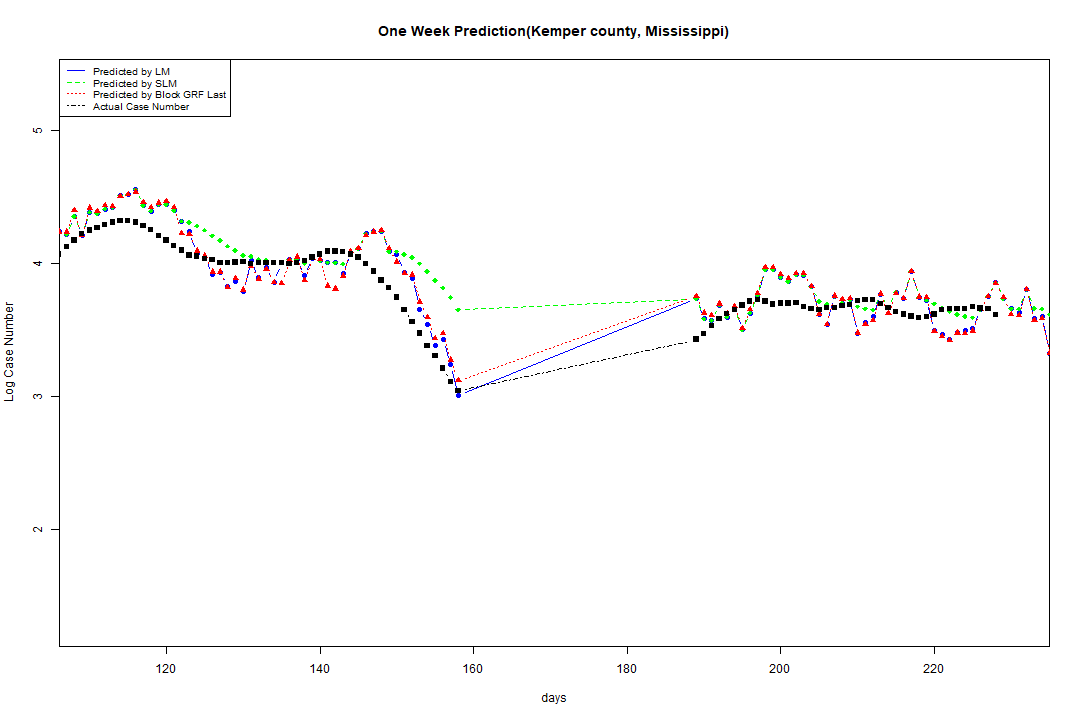 One Week Prediction(Kemper county, Mississippi)
Predicted by LM
Predicted by SLM
Predicted by Block GRF Last
Actual Case Number
5
4
3
2
Log Case Number
120 140 160 180 200 220
days